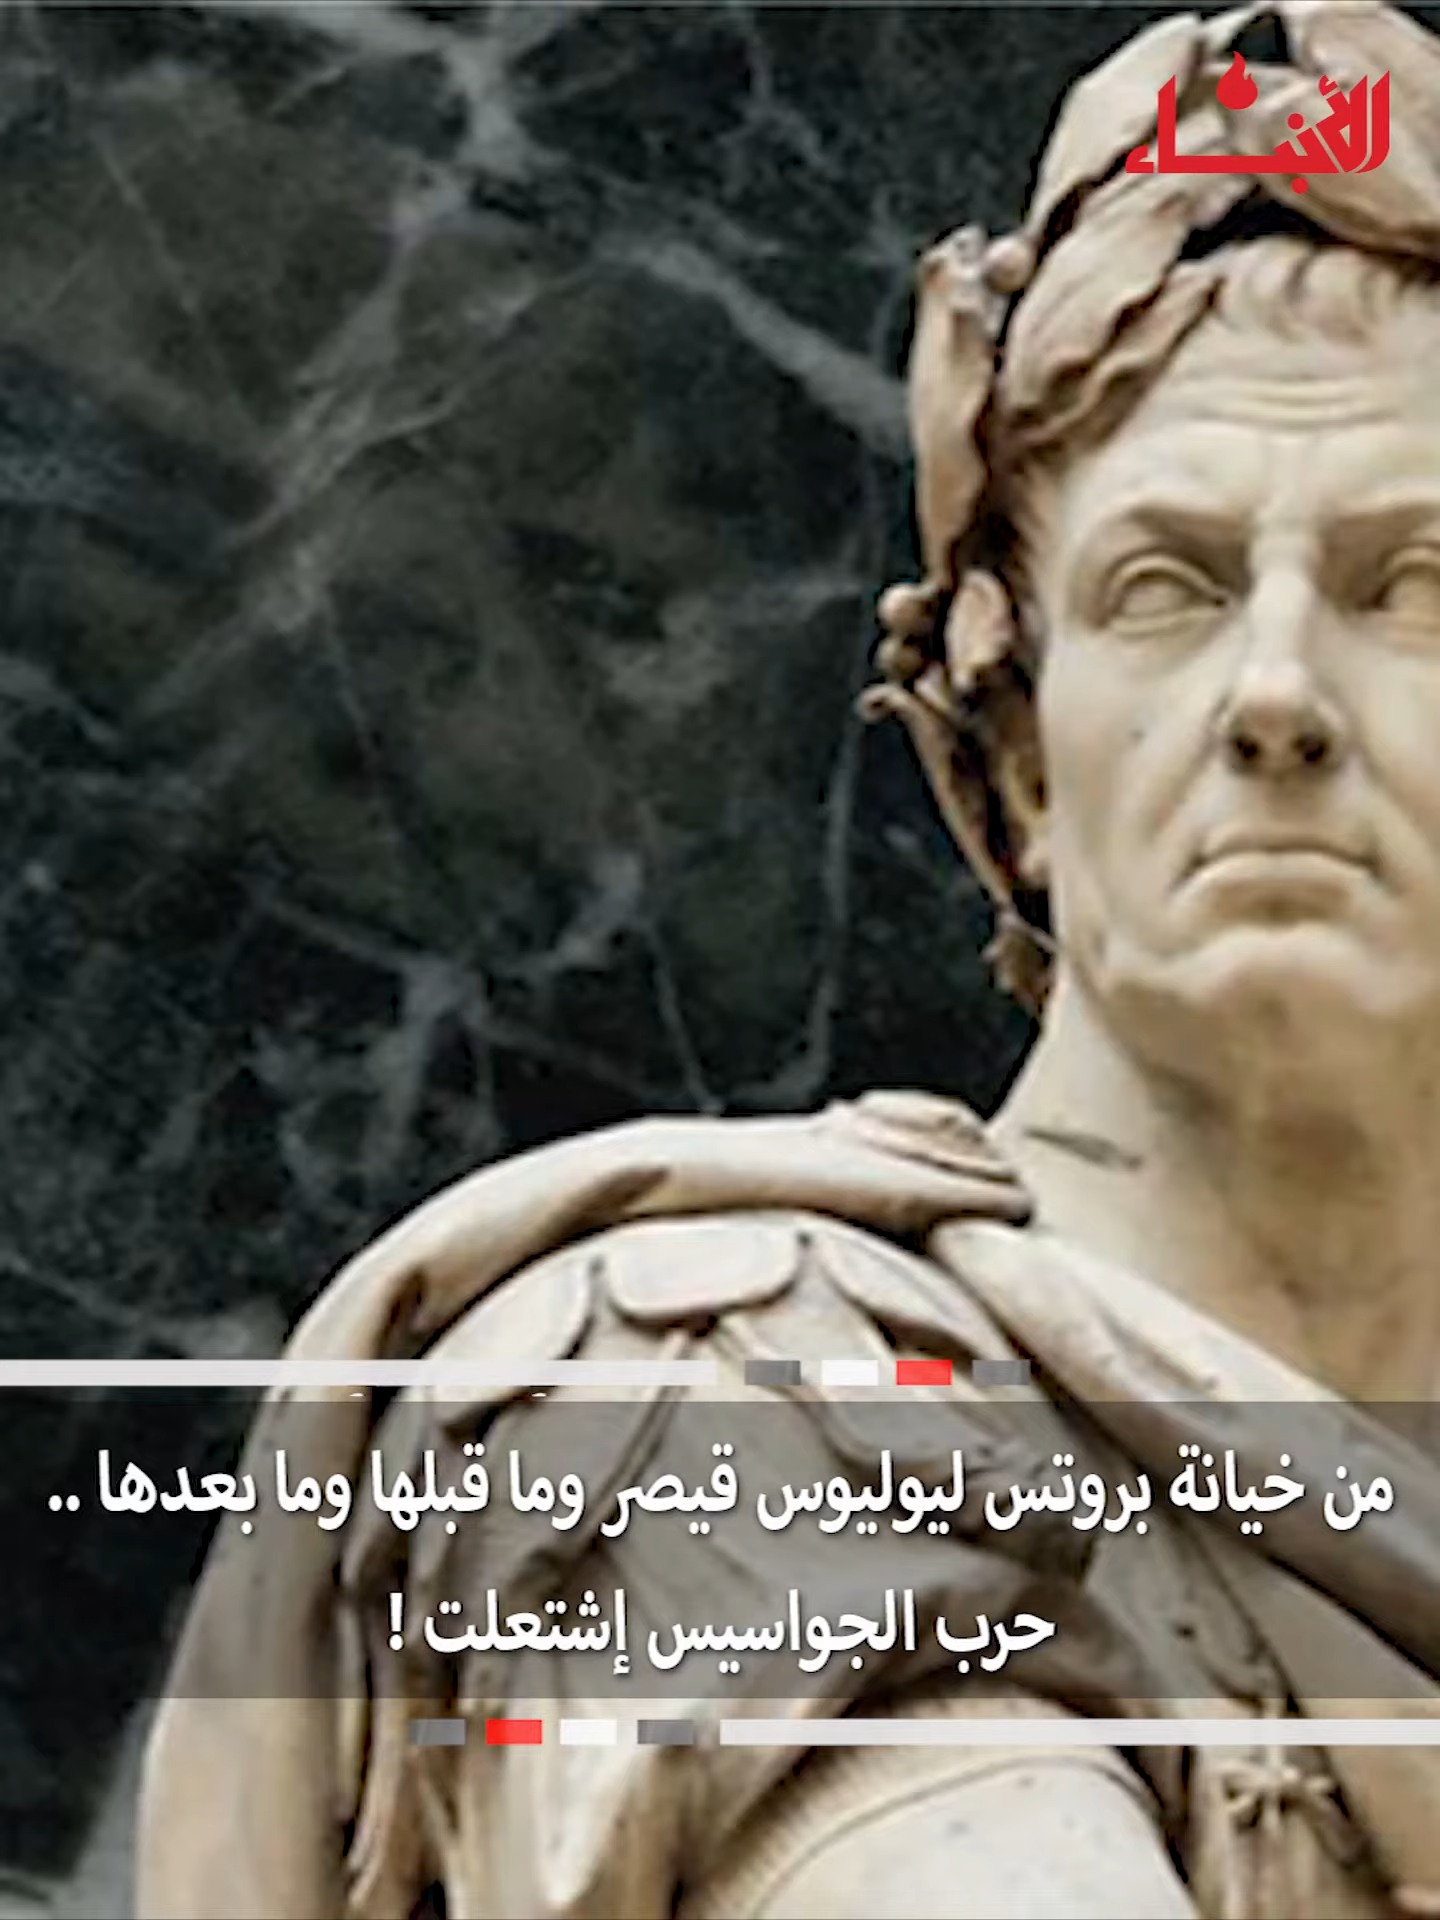 الأنباء
من خيانة بروتس ليوليوس قيصر وما قبلها وما بعدها ..
حرب الجواسيس إشتعلت !